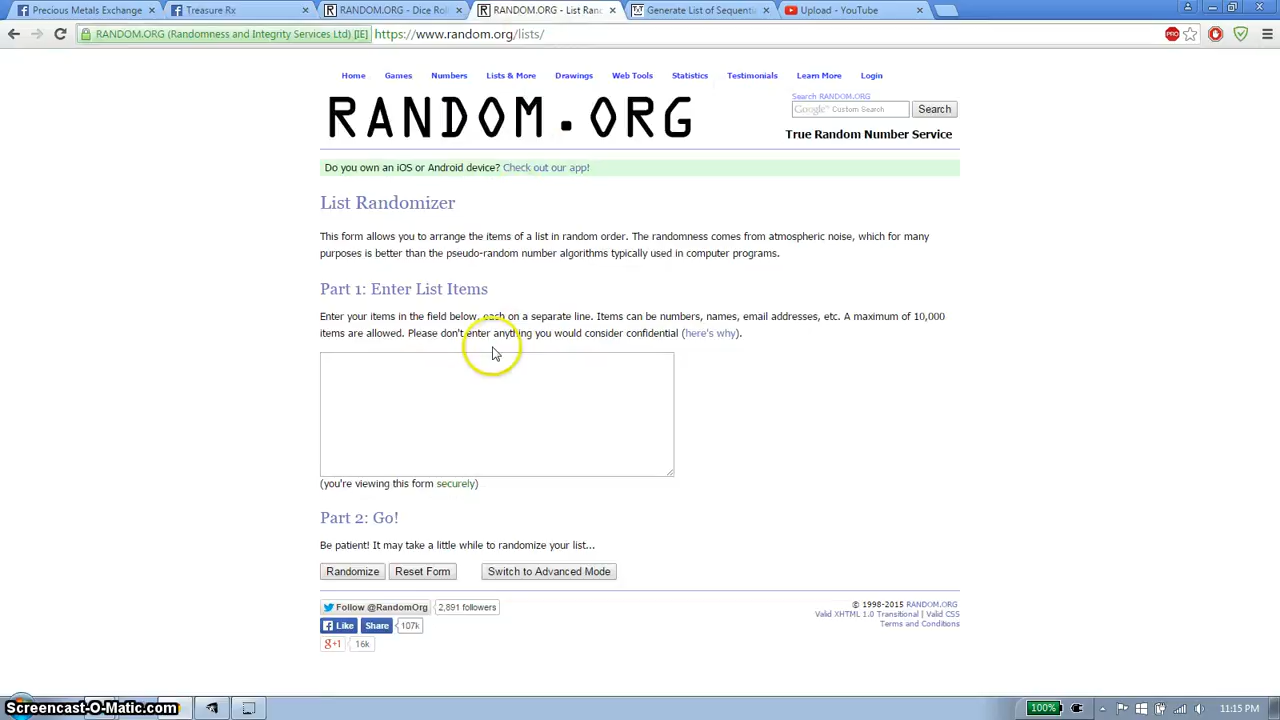 Precious Metals Exchange
Treasure Rx
RANDOM.ORG - Dice Roll
RANDOM.ORG - List Ran
Generate List of Sequenti
Upload - YouTube
RANDOM.ORG (Randomness and Integrity Services Ltd) [IE]
https://www.random.org/lists/
PRO
Home Games Numbers Lists & More Drawings Web Tools Statistics Testimonials Learn More Login
RANDOM.ORG
Search RANDOM.ORG
Google™ Custom Search
Search
True Random Number Service
Do you own an iOS or Android device? Check out our app!
List Randomizer
This form allows you to arrange the items of a list in random order. The randomness comes from atmospheric noise, which for many
purposes is better than the pseudo-random number algorithms typically used in computer programs.
Part 1: Enter List Items
Enter your items in the field below, each on a separate line. Items can be numbers, names, email addresses, etc. A maximum of 10,000
items are allowed. Please don't enter anything you would consider confidential (here's why).
(you're viewing this form securely)
Part 2: Go!
Be patient! It may take a little while to randomize your list...
Randomize Reset Form Switch to Advanced Mode
Follow @RandomOrg 2,891 followers
Like Share 107k
g+1 16k
© 1998-2015 RANDOM.ORG
Valid XHTML 1.0 Transitional | Valid CSS
Terms and Conditions
Screencast-O-Matic.com
100%
11:15 PM